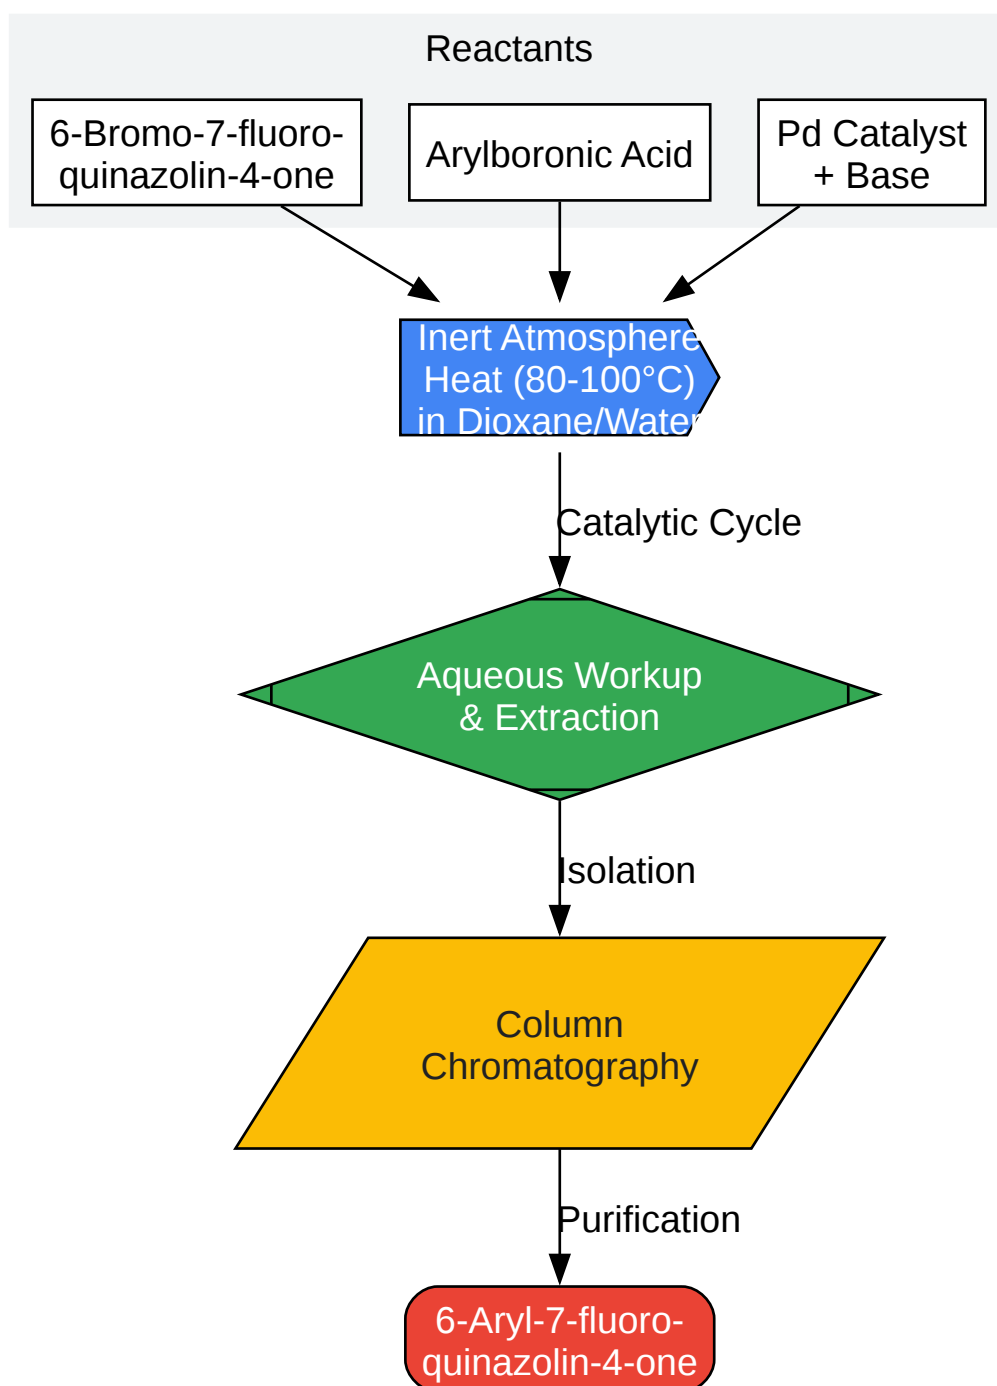 Reactants
6-Bromo-7-fluoro-
quinazolin-4-one
Arylboronic Acid
Pd Catalyst
+ Base
Inert Atmosphere
Heat (80-100°C)
in Dioxane/Water
Catalytic Cycle
Aqueous Workup
& Extraction
Isolation
Column
Chromatography
Purification
6-Aryl-7-fluoro-
quinazolin-4-one